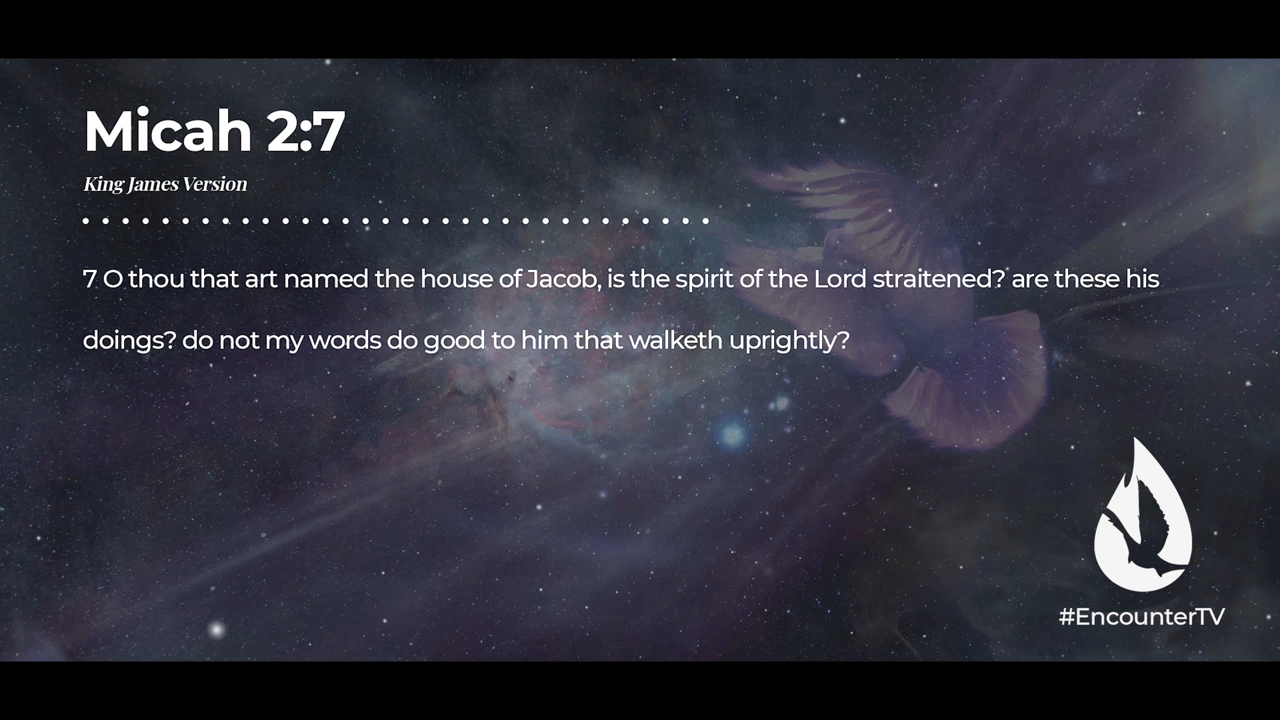 Micah 2:7
King James Version
7 O thou that art named the house of Jacob, is the spirit of the Lord straitened? are these his
doings? do not my words do good to him that walketh uprightly?
#EncounterTV